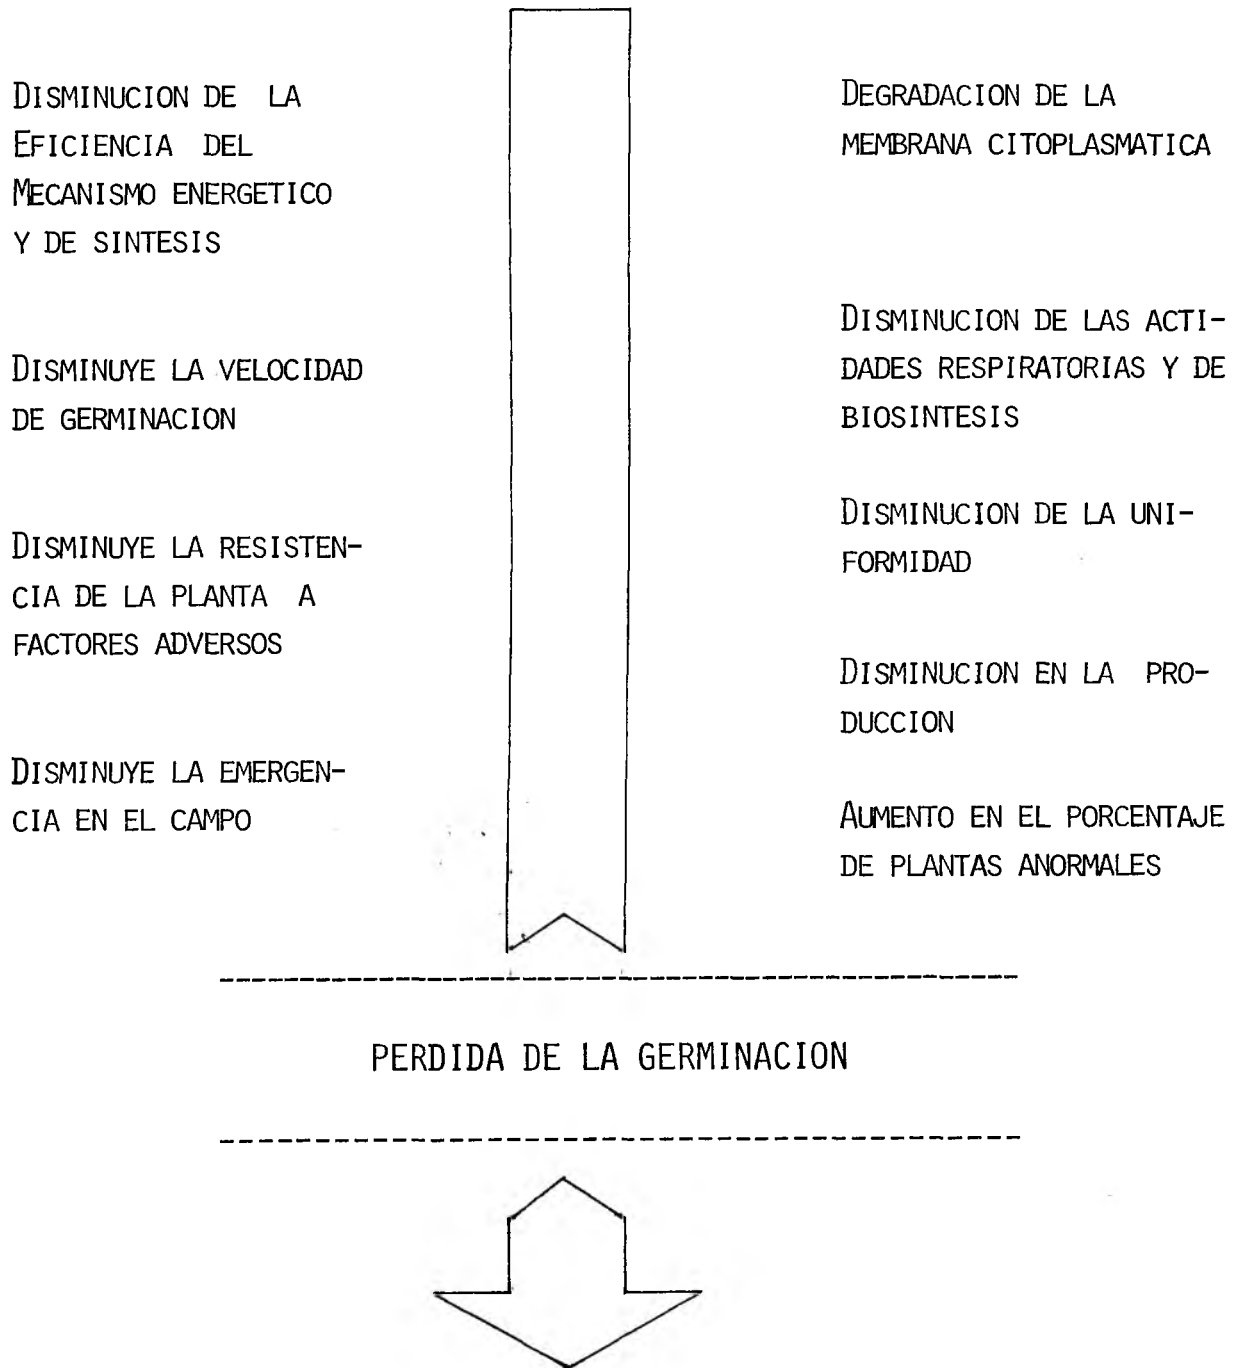 DISMINUCION DE LA
EFICIENCIA DEL
MECANISMO ENERGETICO
Y DE SINTESIS
DISMINUYE LA VELOCIDAD
DE GERMINACION
DISMINUYE LA RESISTEN-
CIA DE LA PLANTA A
FACTORES ADVERSOS
DISMINUYE LA EMERGEN-
CIA EN EL CAMPO
DEGRADACION DE LA
MEMBRANA CITOPLASMATICA
DISMINUCION DE LAS ACTI-
DADES RESPIRATORIAS Y DE
BIOSINTESIS
DISMINUCION DE LA UNI-
FORMIDAD
DISMINUCION EN LA PRO-
DUCCION
AUMENTO EN EL PORCENTAJE
DE PLANTAS ANORMALES
PERDIDA DE LA GERMINACION